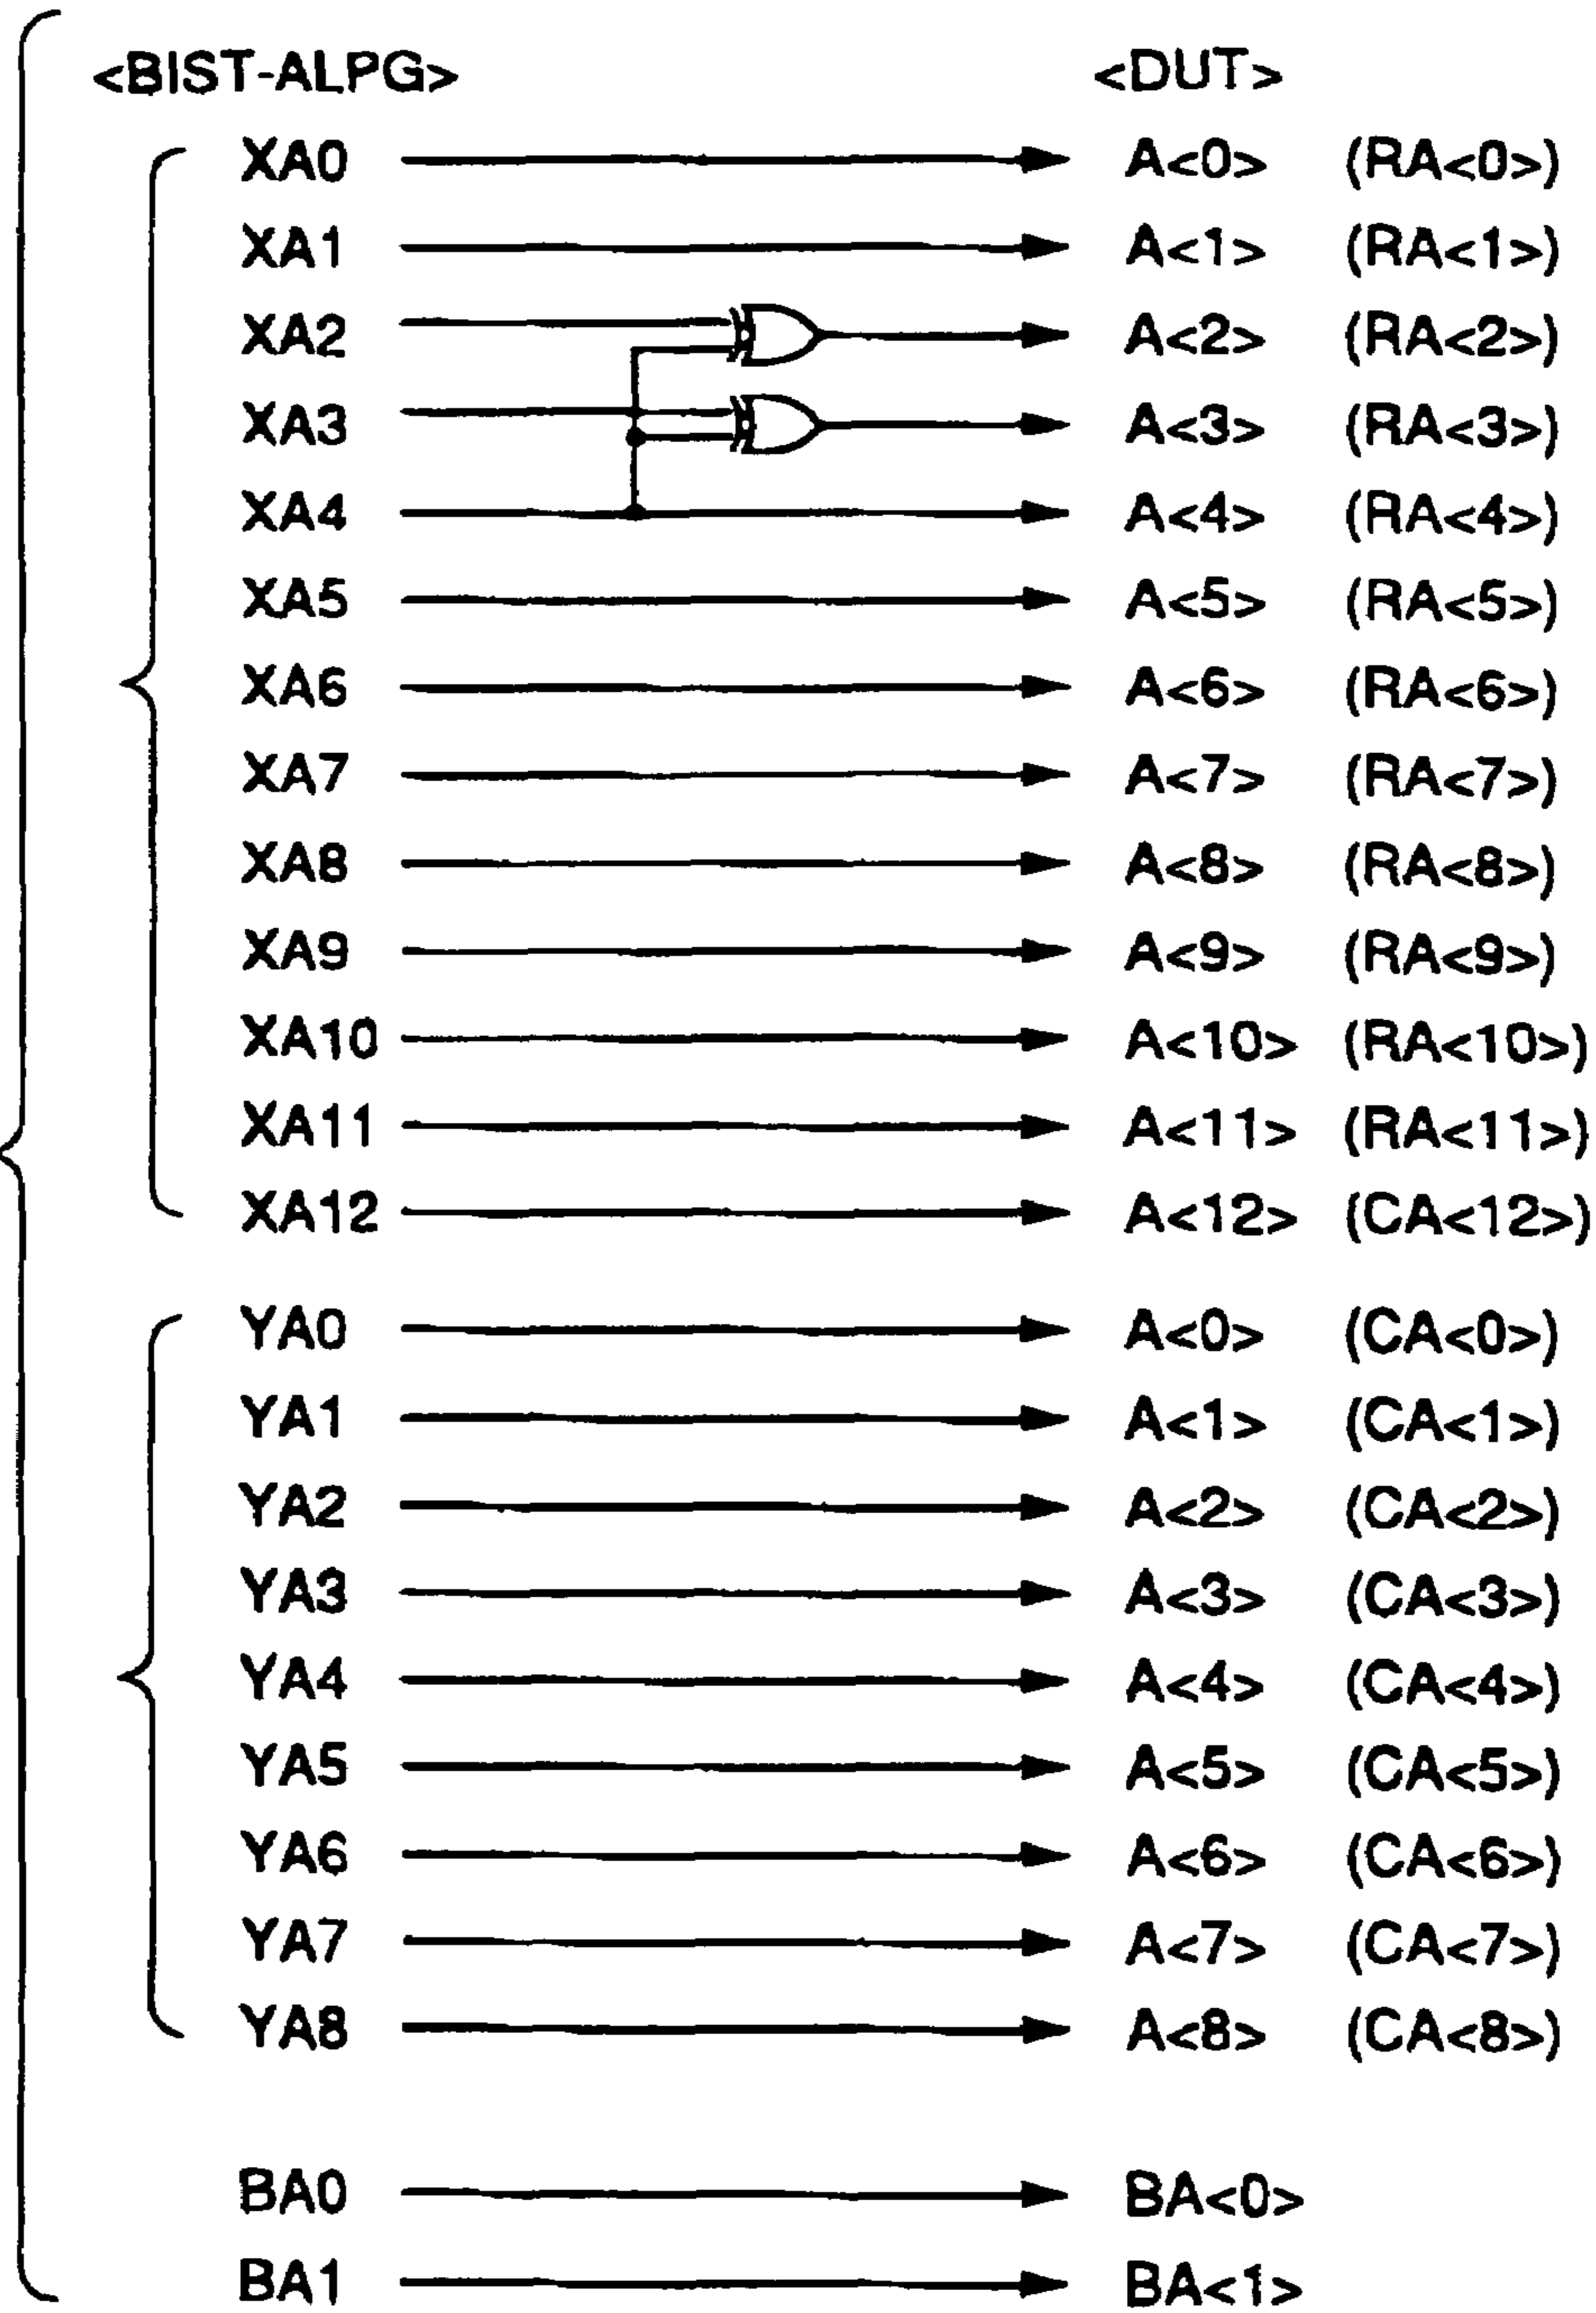 <BIST-ALPG> <DUT>
XA0 A<0> (RA<0>)
XA1 A<1> (RA<1>)
XA2 A<2> (RA<2>)
XA3 A<3> (RA<3>)
XA4 A<4> (RA<4>)
XA5 A<5> (RA<5>)
XA6 A<6> (RA<6>)
XA7 A<7> (RA<7>)
XA8 A<8> (RA<8>)
XA9 A<9> (RA<9>)
XA10 A<10> (RA<10>)
XA11 A<11> (RA<11>)
XA12 A<12> (CA<12>)
YA0 A<0> (CA<0>)
YA1 A<1> (CA<1>)
YA2 A<2> (CA<2>)
YA3 A<3> (CA<3>)
YA4 A<4> (CA<4>)
YA5 A<5> (CA<5>)
YA6 A<6> (CA<6>)
YA7 A<7> (CA<7>)
YA8 A<8> (CA<8>)
BA0 BA<0>
BA1 BA<1>